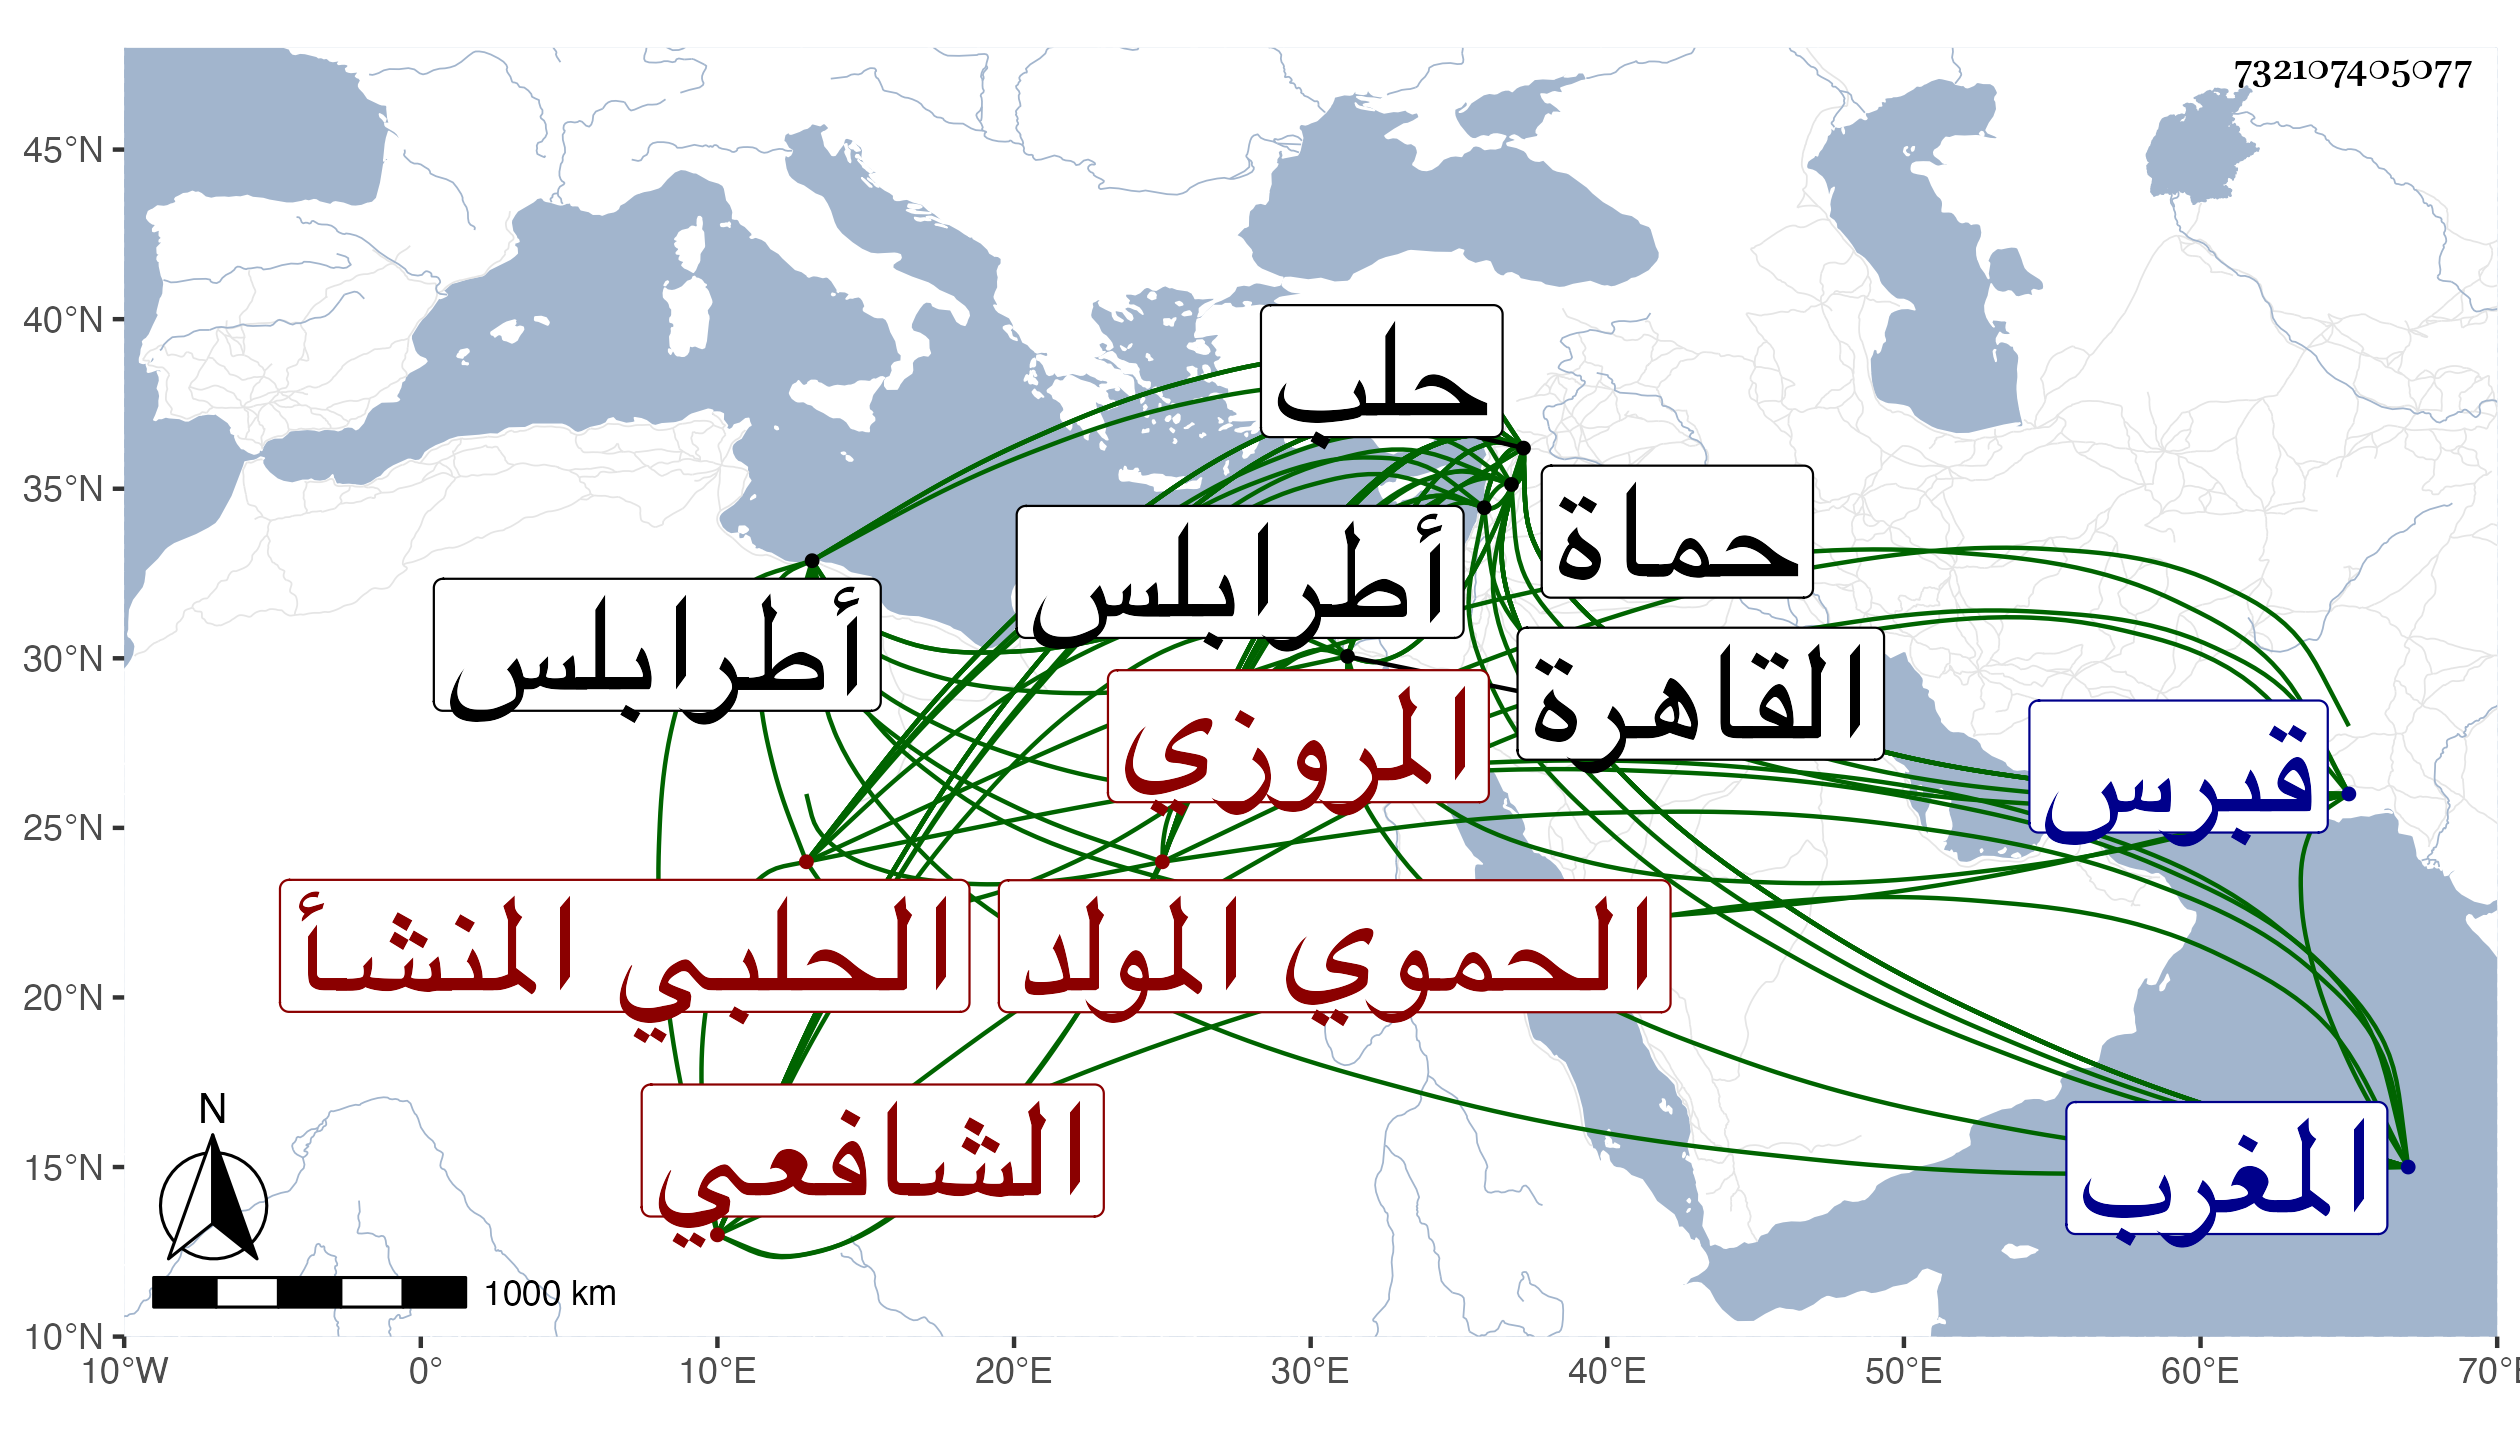 732107405077
45°N
40°N
35°N
30°N
25°N
20°N
15°N
10°N
حلب
حماة
أطرابلس
أطرابلس
القاهرة
المروزي
قبرس
الحلبي المنشأ
الحموي المولد
الشافعي
المغرب
N
1000 km
10°W 0° 10°E 20°E 30°E 40°E 50°E 60°E 70°E